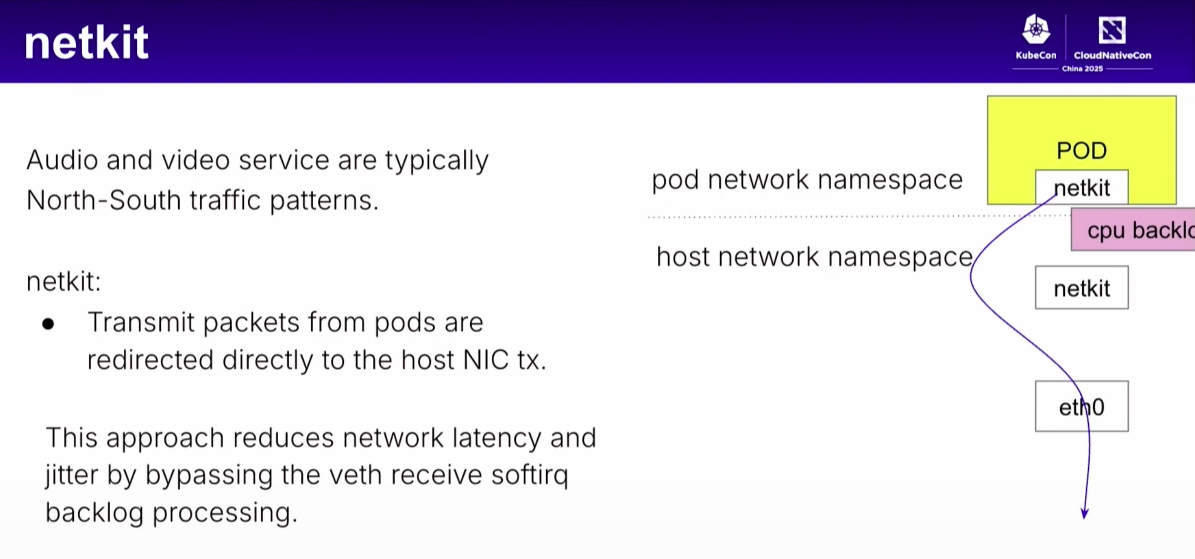 netkit
KubeCon
CloudNativeCon
China 2025
Audio and video service are typically
North-South traffic patterns.
netkit:
● Transmit packets from pods are
redirected directly to the host NIC tx.
This approach reduces network latency and
jitter by bypassing the veth receive softirq
backlog processing.
pod network namespace
host network namespace
POD
netkit
cpu backlo
netkit
eth0